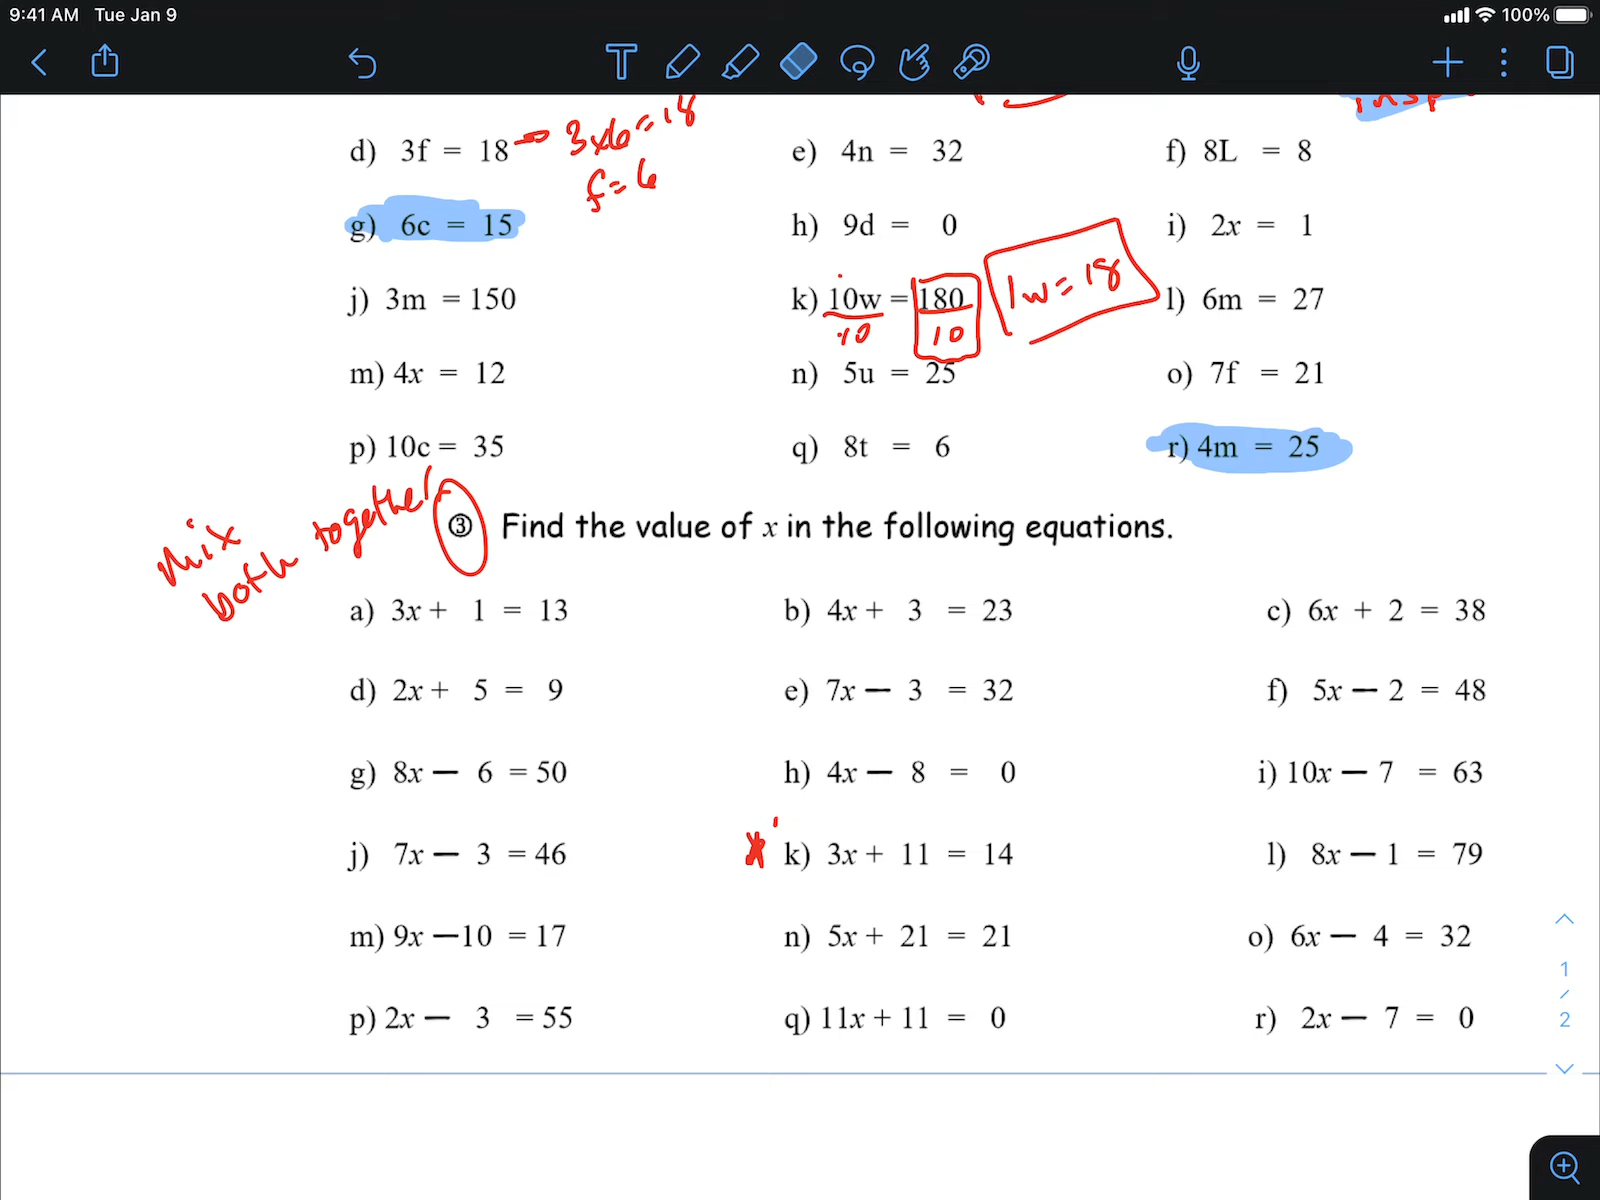 9:41 AM Tue Jan 9 100%
d) 3f = 18 3x6=18 e) 4n = 32 f) 8L = 8
f=6
g) 6c = 15 h) 9d = 0 i) 2x = 1
j) 3m = 150 k) 10w = 180 1w=18 l) 6m = 27
÷10 10
m) 4x = 12 n) 5u = 25 o) 7f = 21
p) 10c = 35 q) 8t = 6 r) 4m = 25
mix
both together
③ Find the value of x in the following equations.
a) 3x + 1 = 13 b) 4x + 3 = 23 c) 6x + 2 = 38
d) 2x + 5 = 9 e) 7x — 3 = 32 f) 5x — 2 = 48
g) 8x — 6 = 50 h) 4x — 8 = 0 i) 10x — 7 = 63
j) 7x — 3 = 46 k) 3x + 11 = 14 l) 8x — 1 = 79
m) 9x —10 = 17 n) 5x + 21 = 21 o) 6x — 4 = 32
p) 2x — 3 = 55 q) 11x + 11 = 0 r) 2x — 7 = 0
1
/
2